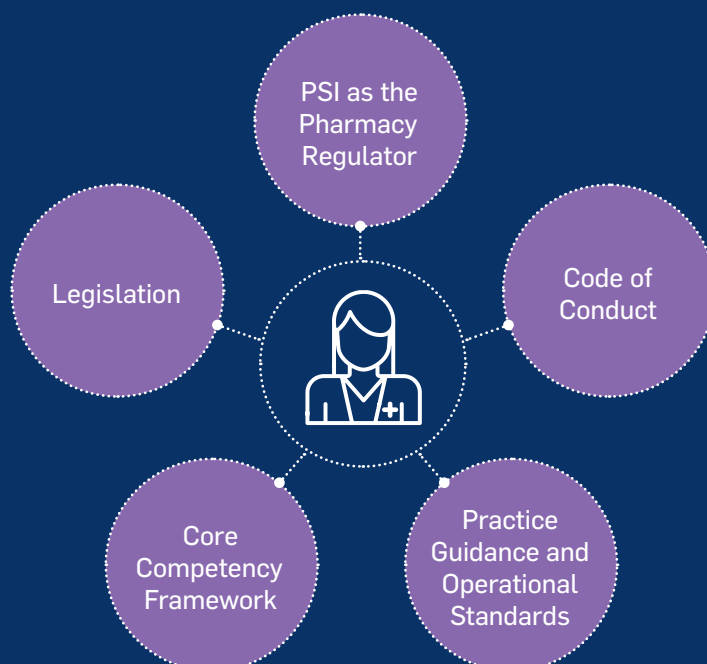 PSI as the
Pharmacy
Regulator
Legislation
Code of
Conduct
Core
Competency
Framework
Practice
Guidance and
Operational
Standards